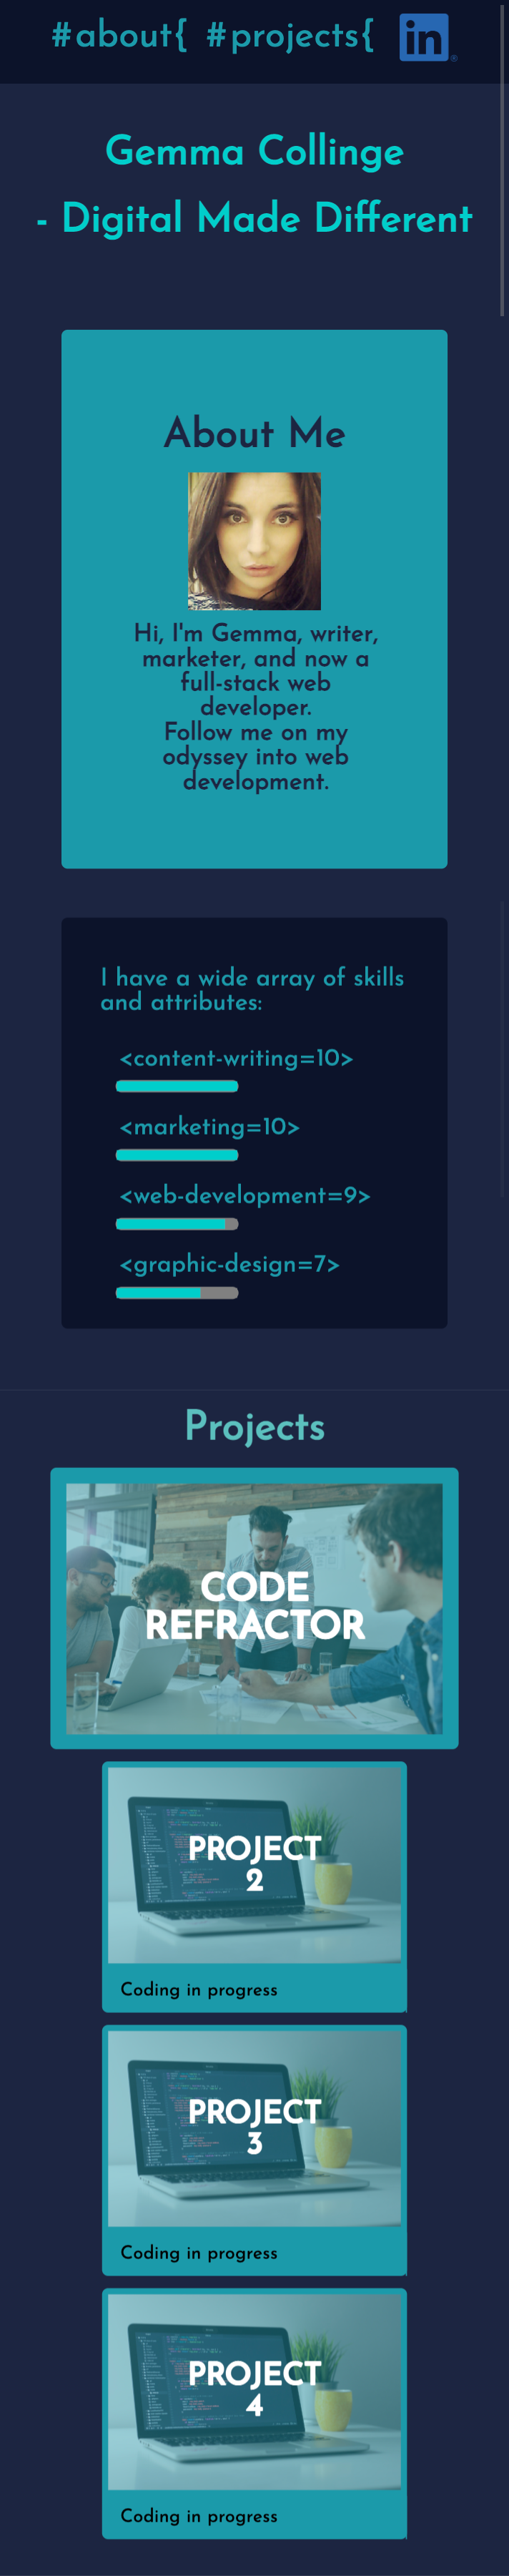 #about{ #projects{ in
Gemma Collinge
- Digital Made Different
About Me
Hi, I'm Gemma, writer,
marketer, and now a
full-stack web
developer.
Follow me on my
odyssey into web
development.
I have a wide array of skills
and attributes:
<content-writing=10>
<marketing=10>
<web-development=9>
<graphic-design=7>
Projects
CODE
REFRACTOR
PROJECT
2
Coding in progress
PROJECT
3
Coding in progress
PROJECT
4
Coding in progress